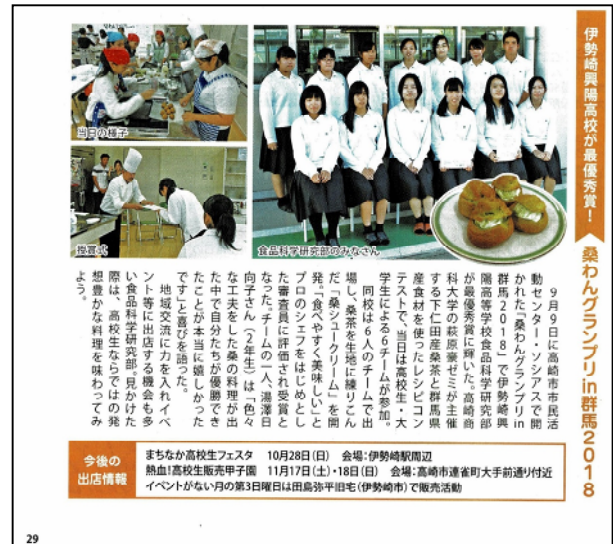 伊勢崎興陽高校が最優秀賞!
桑わんグランプリin群馬2018
当日の様子
授賞式
食品科学研究部のみなさん
9月9日に高崎市市民活
動センター・ソシアスで開
かれた「桑わんグランプリin
群馬2018」で伊勢崎興
陽高等学校食品科学研究部
が最優秀賞に輝いた。高崎商
科大学の萩原豪ゼミが主催
する下仁田産桑茶と群馬県
産食材を使ったレシピコン
テストで、当日は高校生・大
学生による6チームが参加。
同校は6人のチームで出
場し、桑茶を生地に練りこん
だ「桑シュークリーム」を開
発。「食べやすく美味しい」と
プロのシェフをはじめとし
た審査員に評価され受賞と
なった。チームの一人、湯澤日
向子さん(2年生)は「色々
な工夫をした桑の料理が出
た中で自分たちが優勝でき
たことが本当に嬉しかった
です」と喜びを語った。
地域交流に力を入れイベ
ント等に出店する機会も多
い食品科学研究部。見かけた
際は、高校生ならではの発
想豊かな料理を味わってみ
よう。
今後の
出店情報
まちなか高校生フェスタ 10月28日(日) 会場:伊勢崎駅周辺
熱血!高校生販売甲子園 11月17日(土)・18日(日) 会場:高崎市連雀町大手前通り付近
イベントがない月の第3日曜日は田島弥平旧宅(伊勢崎市)で販売活動
29